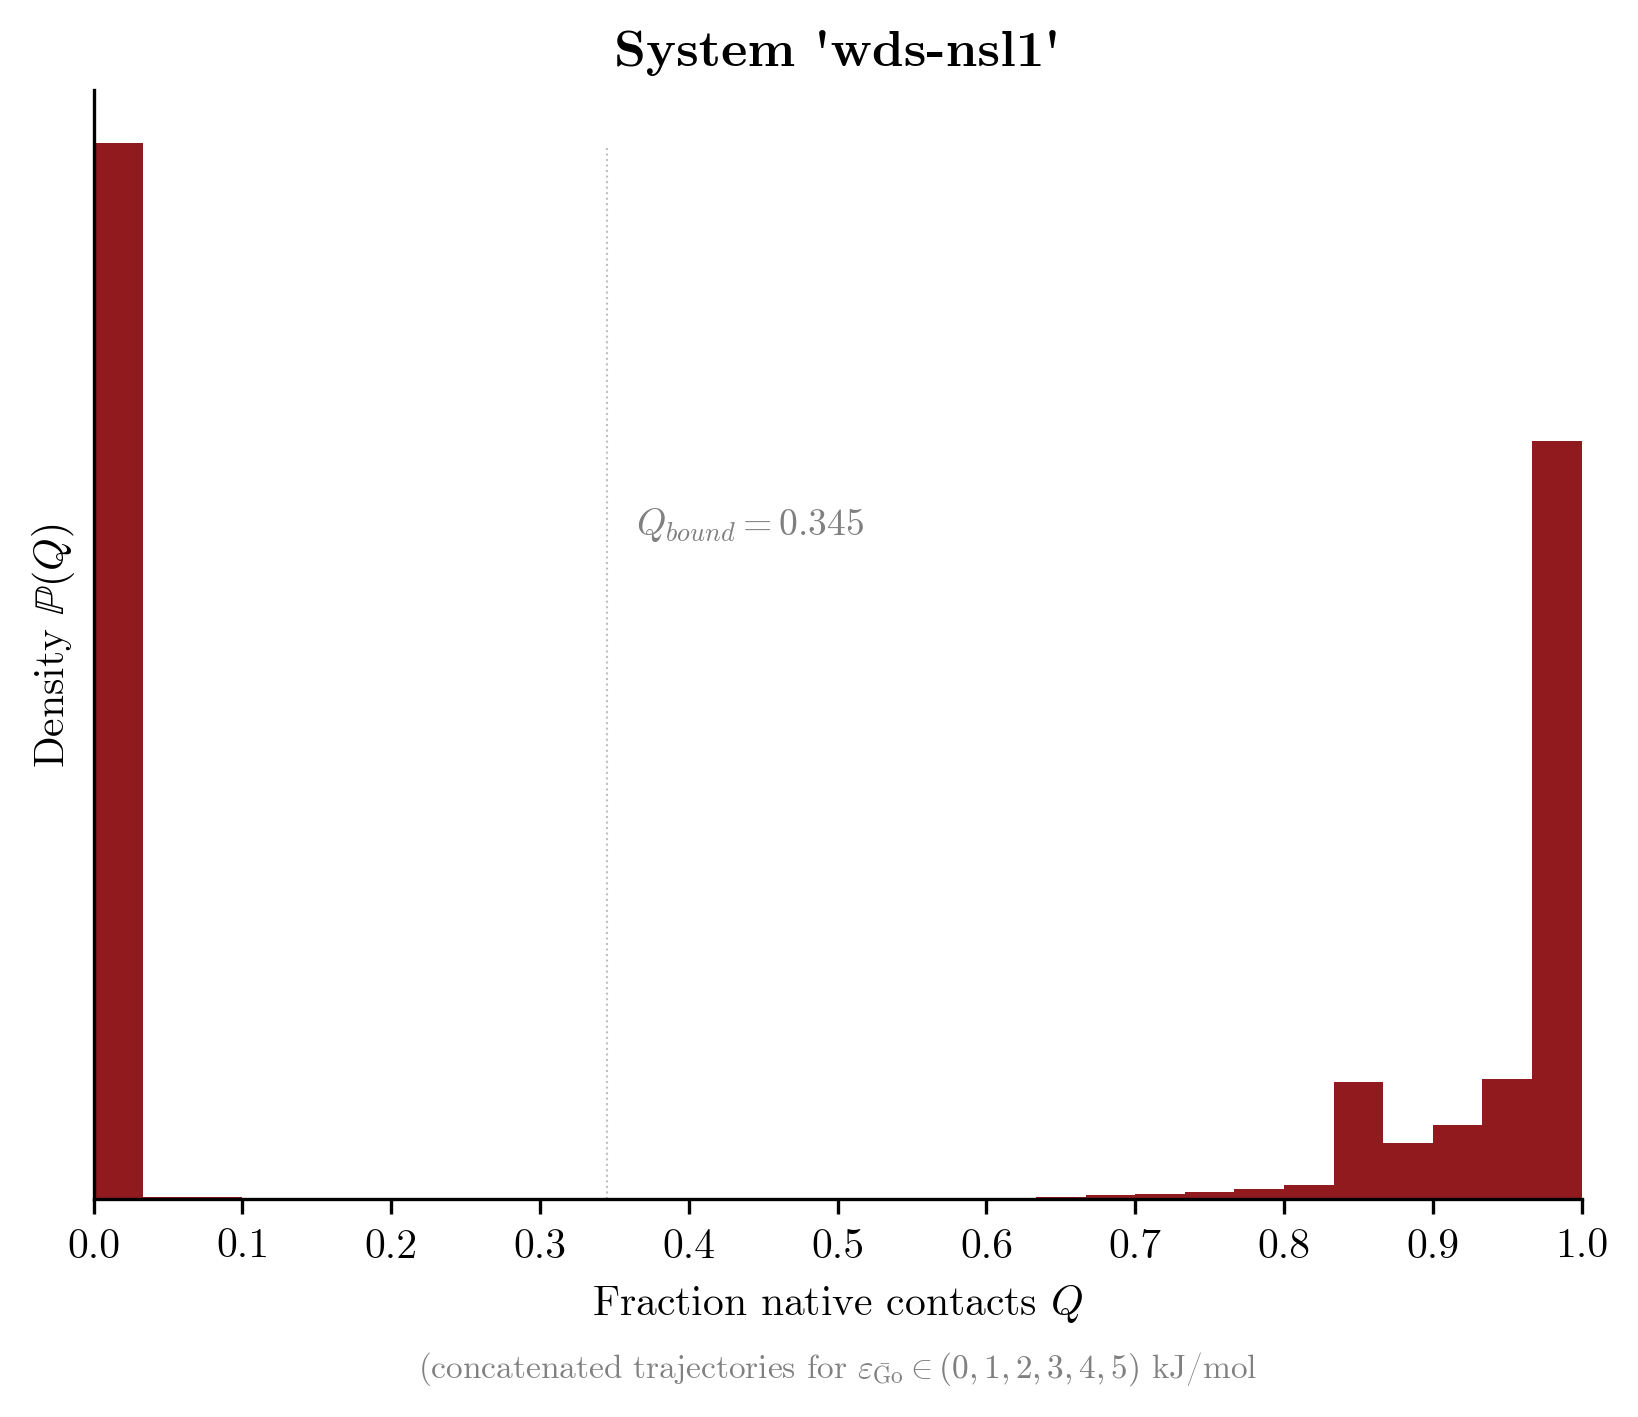 System 'wds-nsl1'
Density ℙ(Q)
Q_bound = 0.345
0.0 0.1 0.2 0.3 0.4 0.5 0.6 0.7 0.8 0.9 1.0
Fraction native contacts Q
(concatenated trajectories for ε_Ḡo ∈ (0, 1, 2, 3, 4, 5) kJ/mol